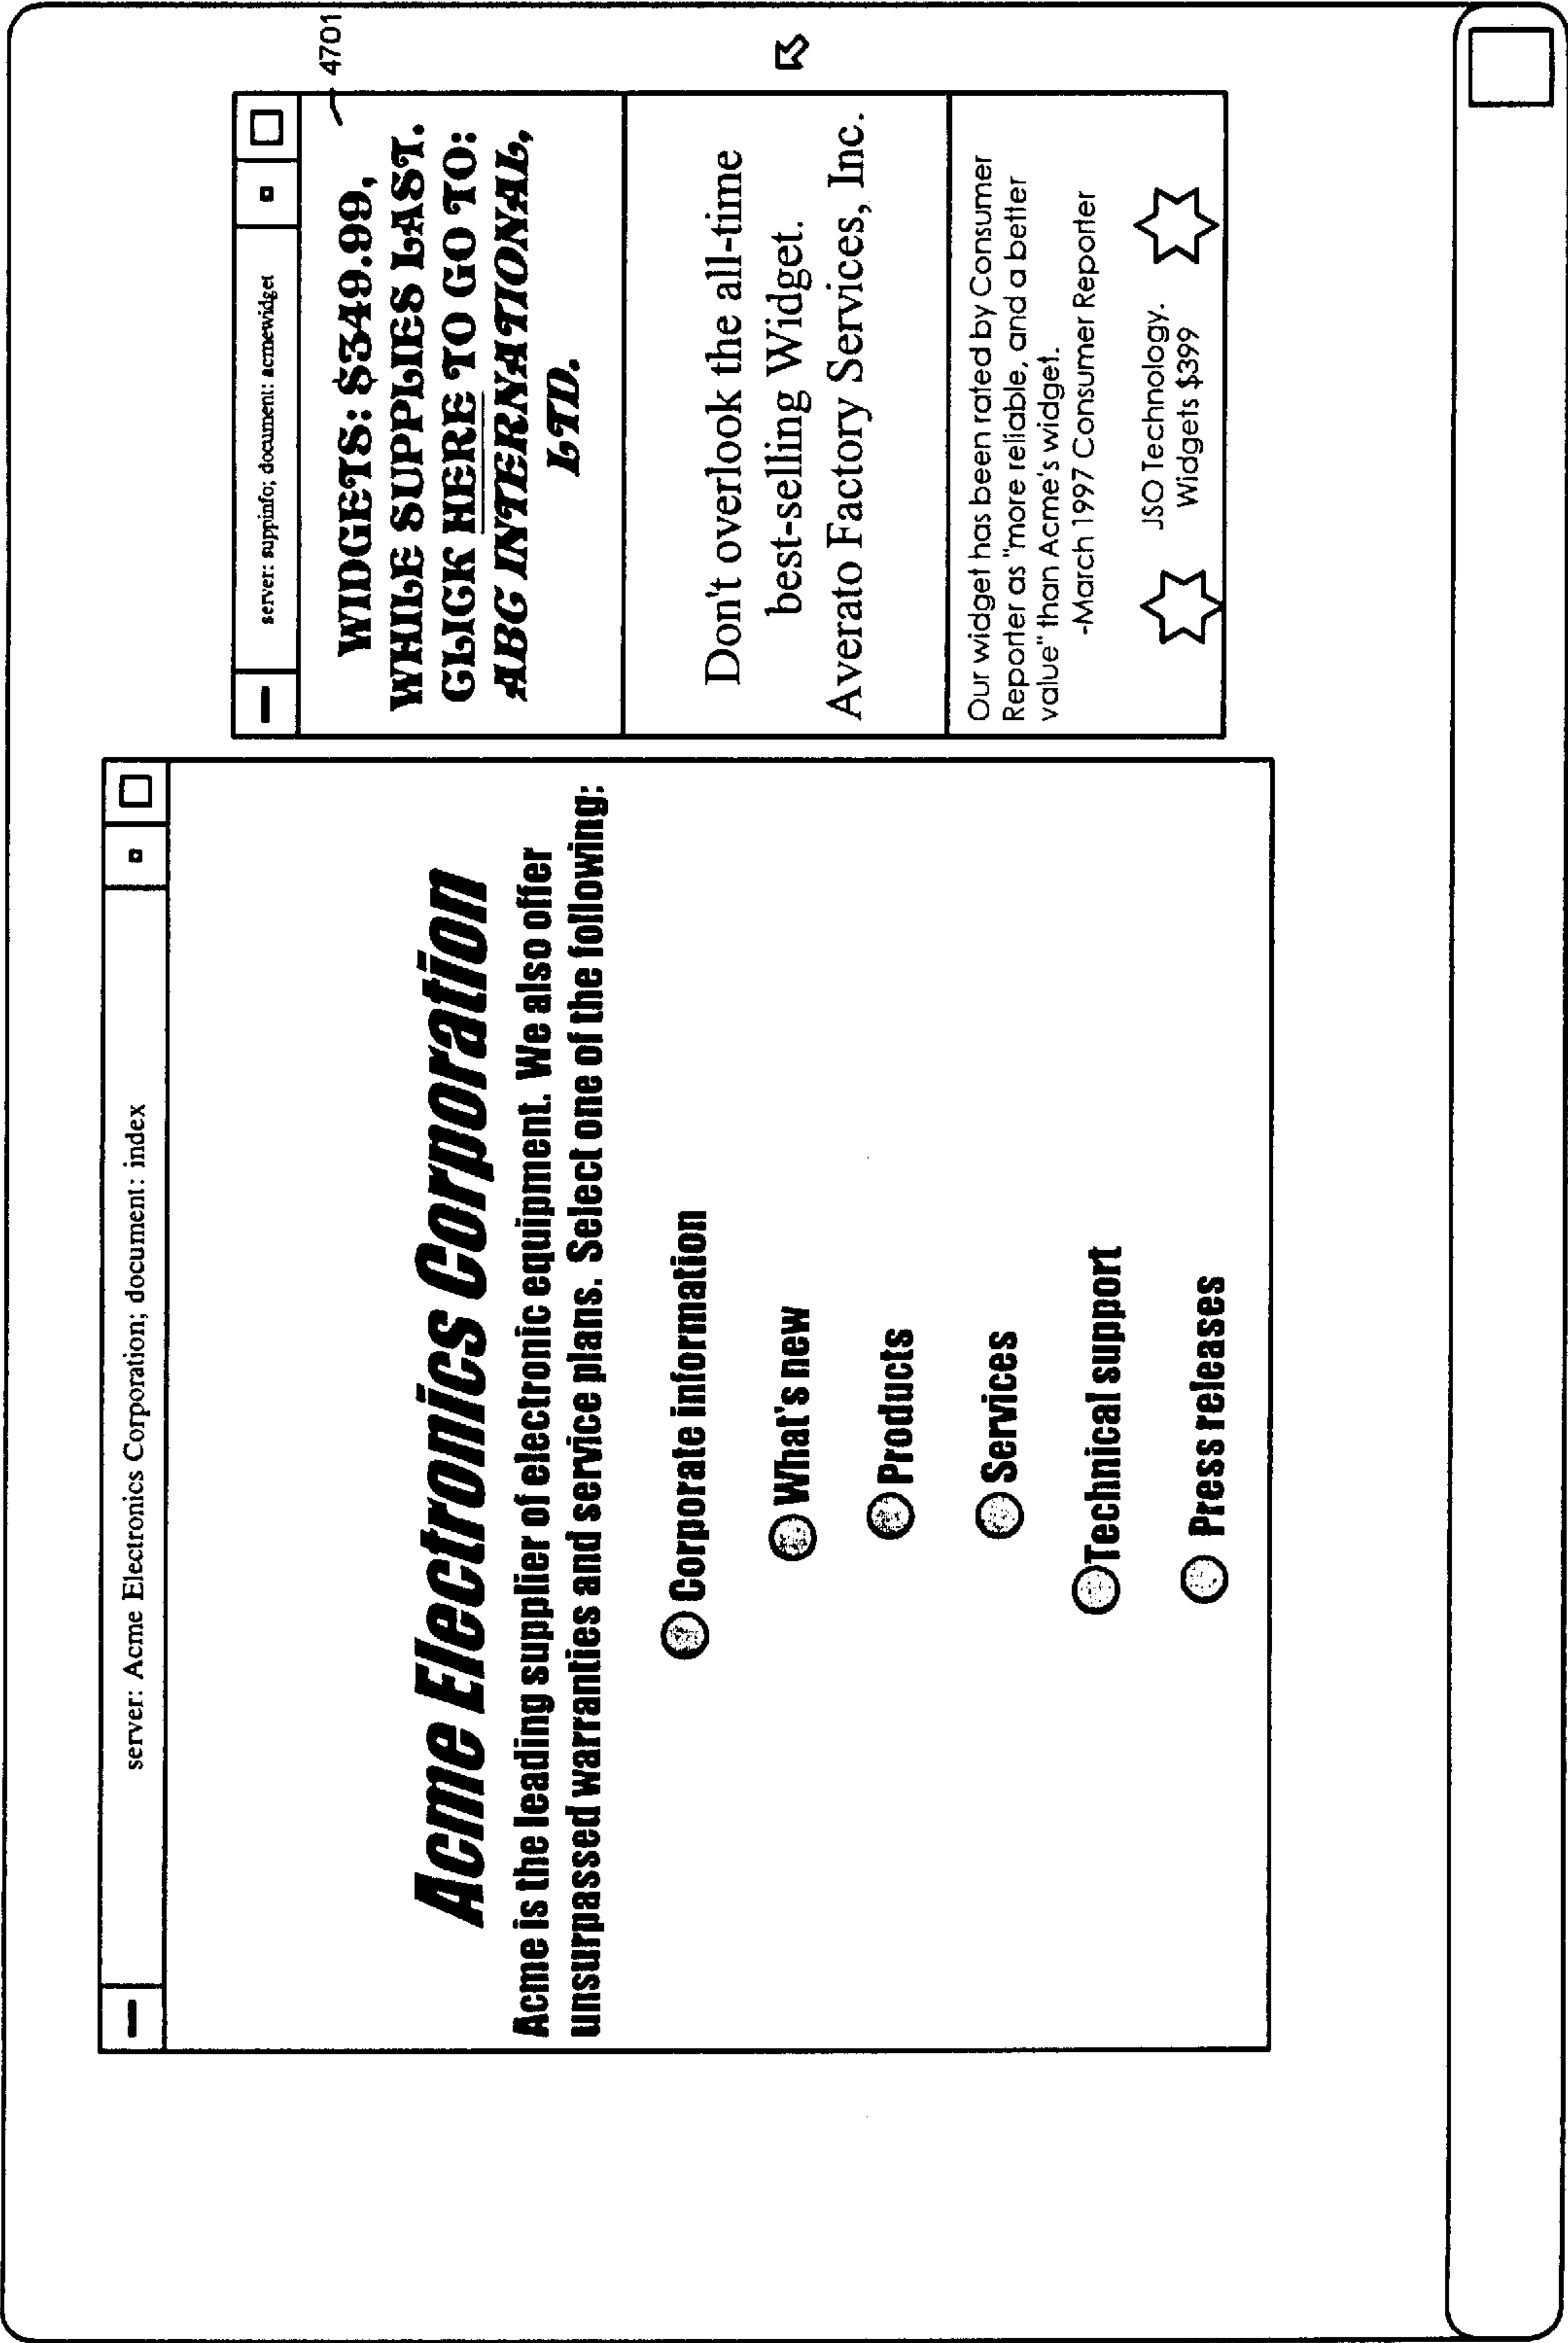 server: Acme Electronics Corporation; document: index
Acme Electronics Corporation
Acme is the leading supplier of electronic equipment. We also offer
unsurpassed warranties and service plans. Select one of the following:
Corporate information
What's new
Products
Services
Technical support
Press releases
server: suppinfo; document: acmewidget
4701
WIDGETS: $349.99,
WHILE SUPPLIES LAST.
CLICK HERE TO GO TO:
ABC INTERNATIONAL,
LTD.
Don't overlook the all-time
best-selling Widget.
Averato Factory Services, Inc.
Our widget has been rated by Consumer
Reporter as "more reliable, and a better
value" than Acme's widget.
-March 1997 Consumer Reporter
JSO Technology.
Widgets $399